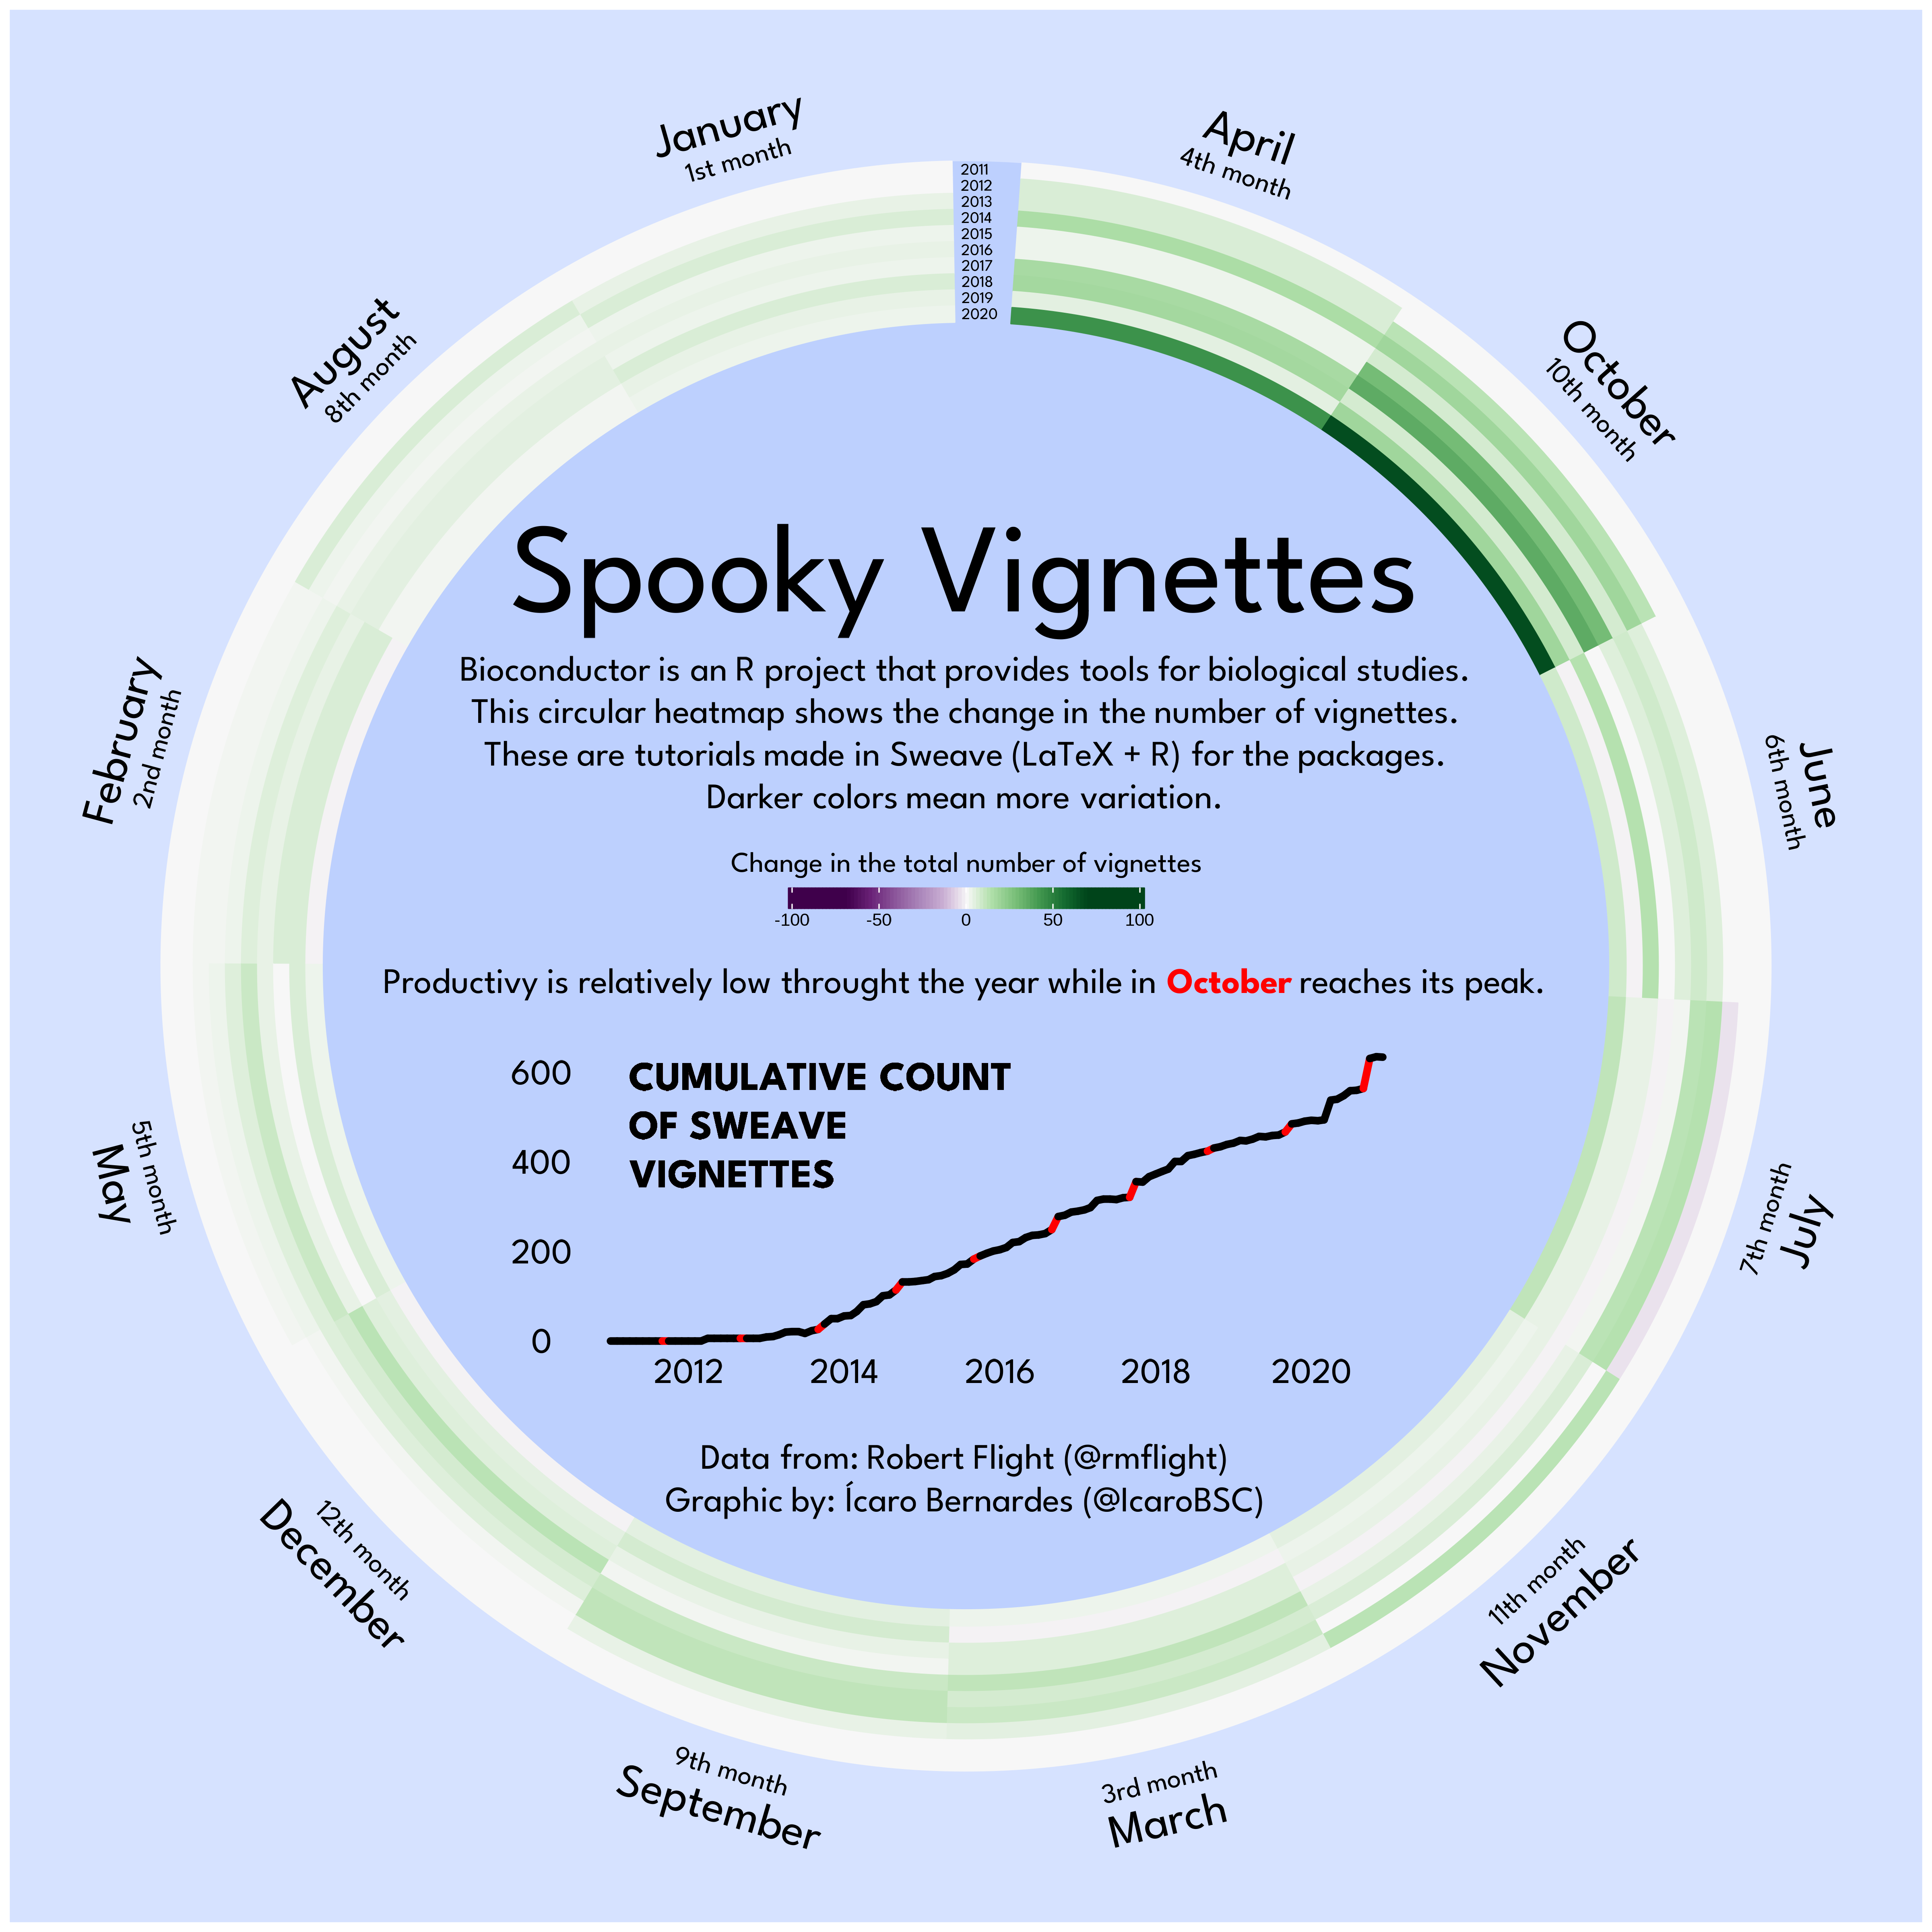 January
1st month
April
4th month
2011
2012
2013
2014
2015
2016
2017
2018
2019
2020
October
10th month
August
8th month
June
6th month
February
2nd month
Spooky Vignettes
Bioconductor is an R project that provides tools for biological studies.
This circular heatmap shows the change in the number of vignettes.
These are tutorials made in Sweave (LaTeX + R) for the packages.
Darker colors mean more variation.
Change in the total number of vignettes
-100 -50 0 50 100
Productivy is relatively low throught the year while in October reaches its peak.
CUMULATIVE COUNT
OF SWEAVE
VIGNETTES
600
400
200
0
2012 2014 2016 2018 2020
Data from: Robert Flight (@rmflight)
Graphic by: Ícaro Bernardes (@IcaroBSC)
5th month
May
7th month
July
12th month
December
11th month
November
9th month
September
3rd month
March